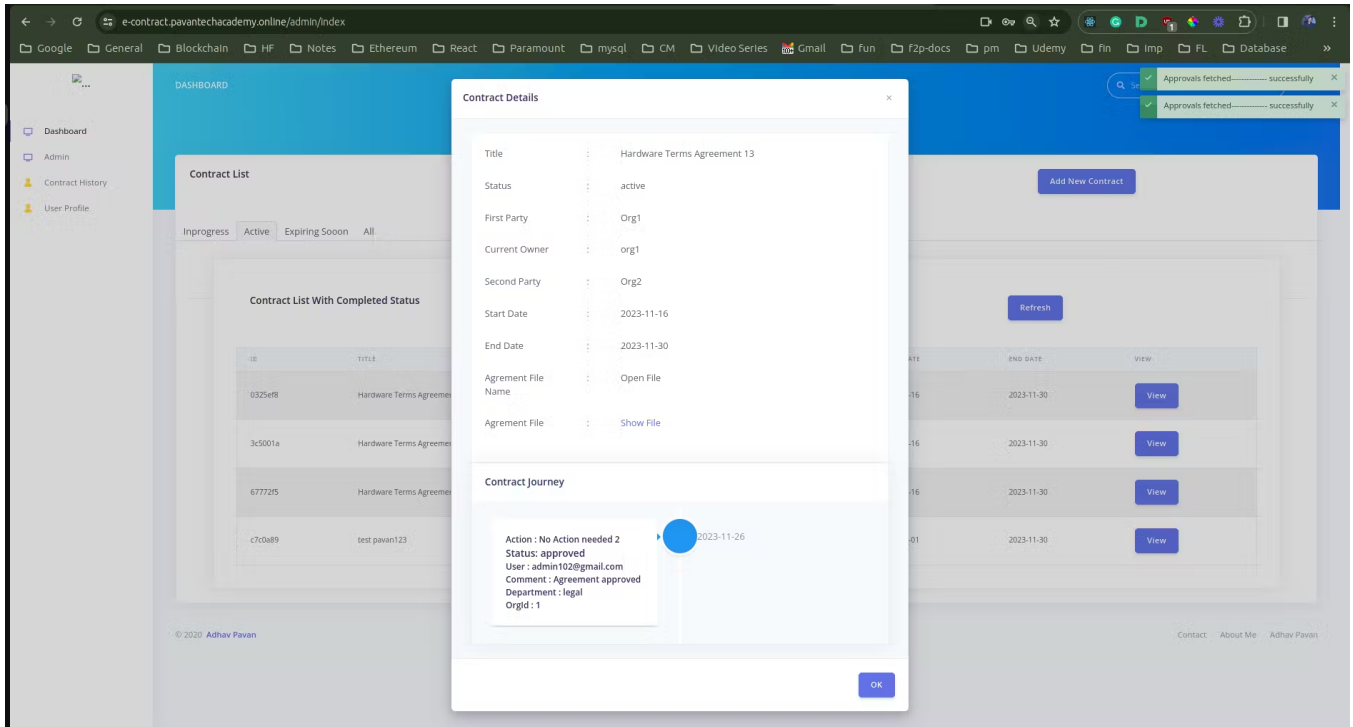 e-contract.pavantechacademy.online/admin/index
Google General Blockchain HF Notes Ethereum React Paramount mysql CM Video Series Gmail fun f2p-docs pm Udemy fin Imp FL Database »
...
DASHBOARD
Dashboard
Admin
Contract History
User Profile
Contract List
Add New Contract
Inprogress Active Expiring Sooon All
Contract List With Completed Status
Refresh
ID TITLE END DATE VIEW
0325ef8 Hardware Terms 2023-11-30 View
3c5001a Hardware Terms 2023-11-30 View
67772f5 Hardware Terms 2023-11-30 View
c7c0a89 test pavan123 2023-11-30 View
© 2020 Adhav Pavan
Contact About Me Adhav Pavan
Approvals fetched------------- successfully
Approvals fetched------------- successfully
Contract Details
Title : Hardware Terms Agreement 13
Status : active
First Party : Org1
Current Owner : org1
Second Party : Org2
Start Date : 2023-11-16
End Date : 2023-11-30
Agrement File : Open File
Name
Agrement File : Show File
Contract Journey
Action : No Action needed 2
Status: approved
User : admin102@gmail.com
Comment : Agreement approved
Department : legal
OrgId : 1
2023-11-26
OK